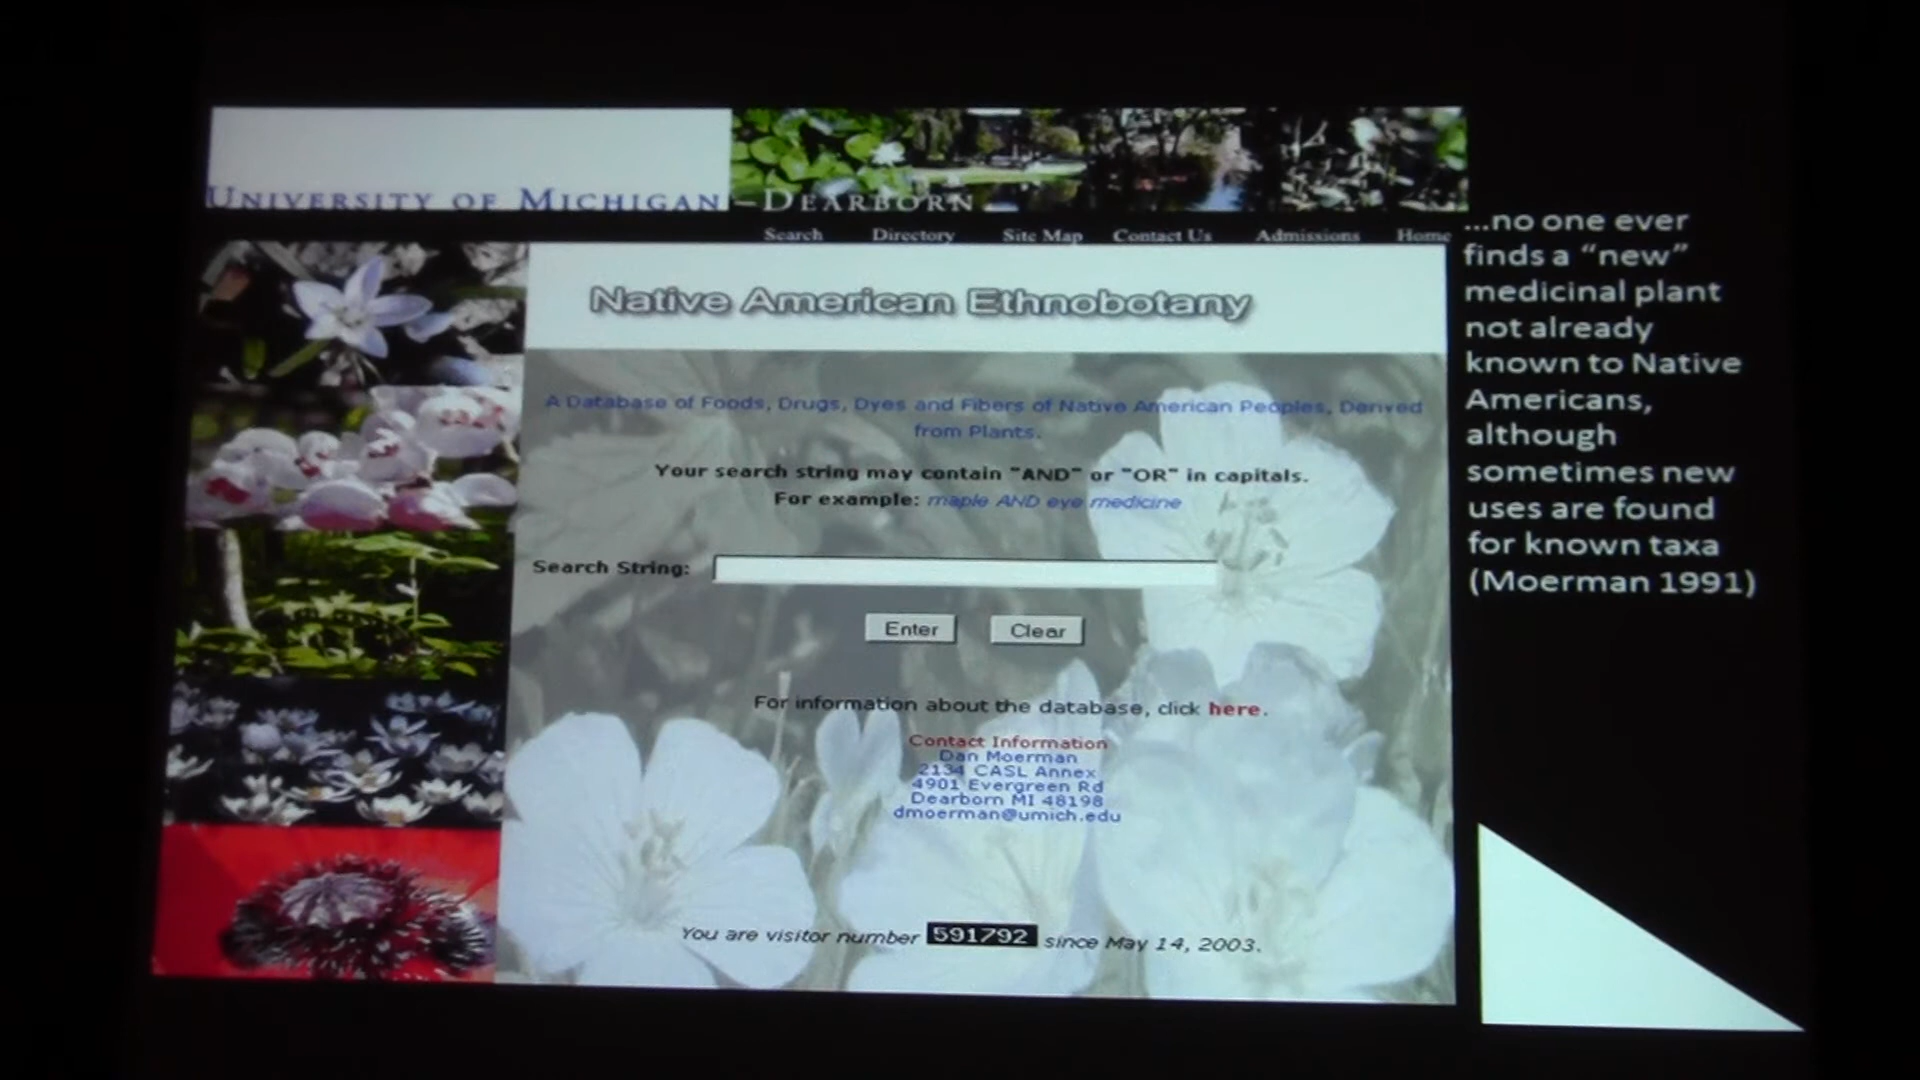 UNIVERSITY OF MICHIGAN–DEARBORN
Search Directory Site Map Contact Us Admissions Home
Native American Ethnobotany
A Database of Foods, Drugs, Dyes and Fibers of Native American Peoples, Derived
from Plants.
Your search string may contain "AND" or "OR" in capitals.
For example: maple AND eye medicine
Search String:
Enter Clear
For information about the database, click here.
Contact Information
Dan Moerman
2134 CASL Annex
4901 Evergreen Rd
Dearborn MI 48198
dmoerman@umich.edu
You are visitor number 591792 since May 14, 2003.
...no one ever
finds a “new”
medicinal plant
not already
known to Native
Americans,
although
sometimes new
uses are found
for known taxa
(Moerman 1991)